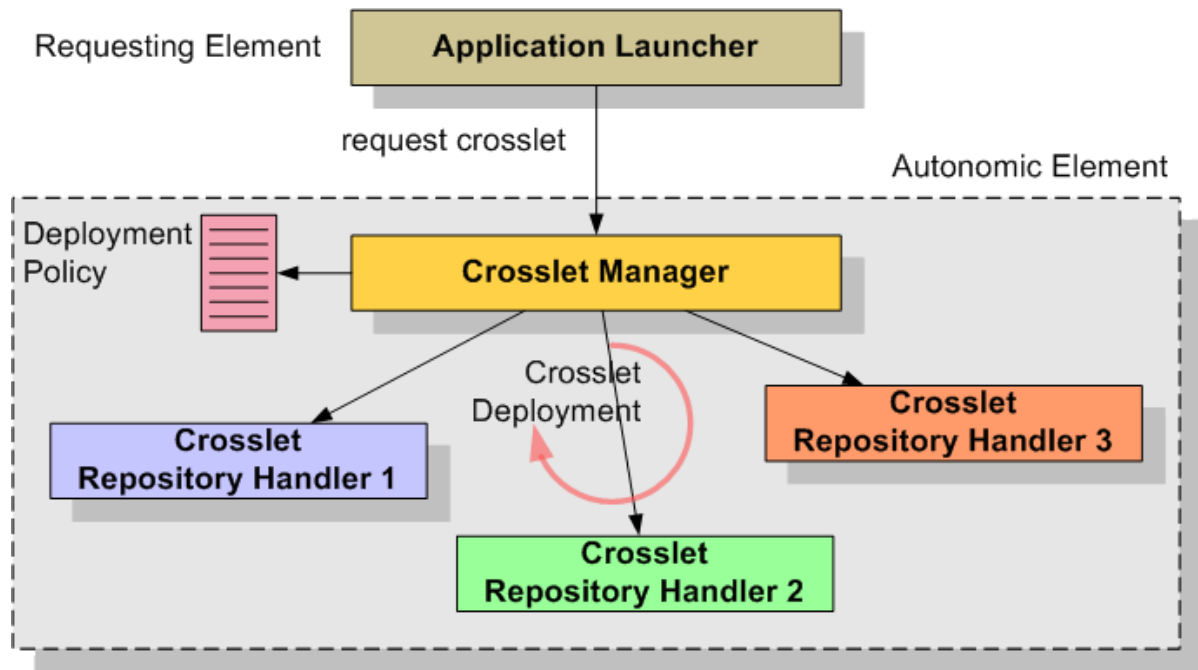 Requesting Element
Application Launcher
request crosslet
Autonomic Element
Deployment
Policy
Crosslet Manager
Crosslet
Deployment
Crosslet
Repository Handler 1
Crosslet
Repository Handler 3
Crosslet
Repository Handler 2